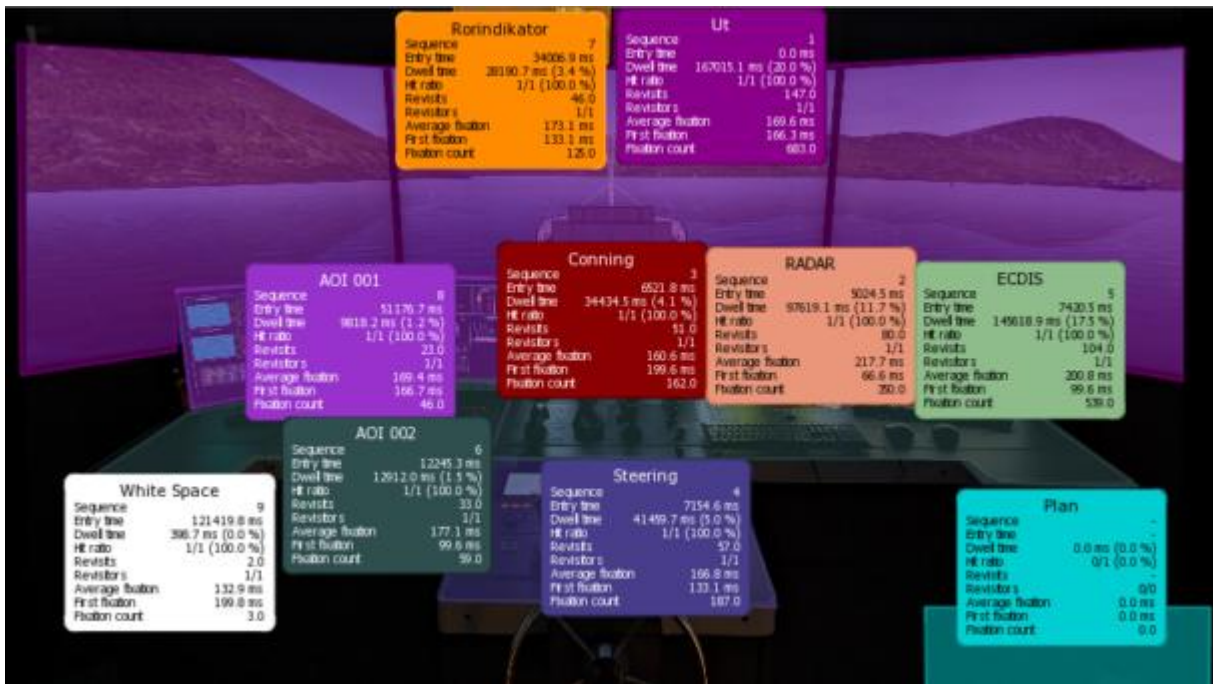 Rorindikator
Sequence 7
Entry time 34006.9 ms
Dwell time 28190.7 ms (3.4 %)
Hit ratio 1/1 (100.0 %)
Revisits 46.0
Revisitors 1/1
Average fixation 173.1 ms
First fixation 133.1 ms
Fixation count 125.0
Ut
Sequence 1
Entry time 0.0 ms
Dwell time 167015.1 ms (20.0 %)
Hit ratio 1/1 (100.0 %)
Revisits 147.0
Revisitors 1/1
Average fixation 169.6 ms
First fixation 166.3 ms
Fixation count 683.0
AOI 001
Sequence 8
Entry time 51176.7 ms
Dwell time 9818.2 ms (1.2 %)
Hit ratio 1/1 (100.0 %)
Revisits 23.0
Revisitors 1/1
Average fixation 169.4 ms
First fixation 166.7 ms
Fixation count 46.0
Conning
Sequence 3
Entry time 6521.8 ms
Dwell time 34434.5 ms (4.1 %)
Hit ratio 1/1 (100.0 %)
Revisits 51.0
Revisitors 1/1
Average fixation 160.6 ms
First fixation 199.6 ms
Fixation count 162.0
RADAR
Sequence 2
Entry time 5024.5 ms
Dwell time 97619.1 ms (11.7 %)
Hit ratio 1/1 (100.0 %)
Revisits 80.0
Revisitors 1/1
Average fixation 217.7 ms
First fixation 66.6 ms
Fixation count
ECDIS
Sequence 5
Entry time 7420.5 ms
Dwell time 145618.9 ms (17.5 %)
Hit ratio 1/1 (100.0 %)
Revisits 104.0
Revisitors 1/1
Average fixation 200.8 ms
First fixation 99.6 ms
Fixation count 539.0
AOI 002
Sequence 6
Entry time 12245.3 ms
Dwell time 12912.0 ms (1.5 %)
Hit ratio 1/1 (100.0 %)
Revisits 33.0
Revisitors 1/1
Average fixation 177.1 ms
First fixation 99.6 ms
Fixation count 59.0
White Space
Sequence 9
Entry time 121419.8 ms
Dwell time 398.7 ms (0.0 %)
Hit ratio 1/1 (100.0 %)
Revisits 2.0
Revisitors 1/1
Average fixation 132.9 ms
First fixation 199.8 ms
Fixation count 3.0
Steering
Sequence 4
Entry time 7154.6 ms
Dwell time 41459.7 ms (5.0 %)
Hit ratio 1/1 (100.0 %)
Revisits 57.0
Revisitors 1/1
Average fixation 166.8 ms
First fixation 133.1 ms
Fixation count 187.0
Plan
Sequence -
Entry time -
Dwell time 0.0 ms (0.0 %)
Hit ratio 0/1 (0.0 %)
Revisits -
Revisitors 0/0
Average fixation 0.0 ms
First fixation 0.0 ms
Fixation count 0.0